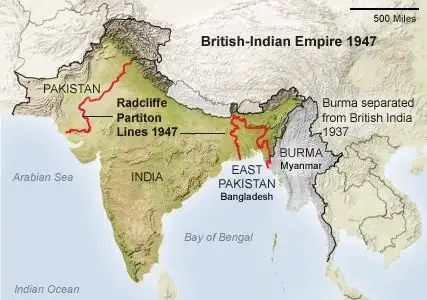 500 Miles
British-Indian Empire 1947
PAKISTAN
Radcliffe
Partiton
Lines 1947
Burma separated
from British India
1937
BURMA
Myanmar
Arabian Sea
INDIA
EAST
PAKISTAN
Bangladesh
Bay of Bengal
Indian Ocean